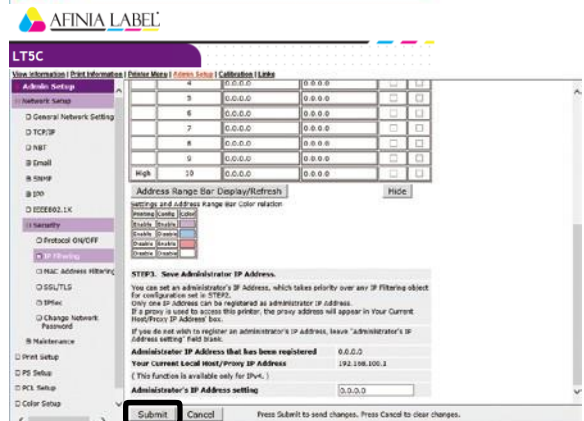 AFINIA LABEL
LT5C
View Information | Print Information | Printer Menu | Admin Setup | Calibration | Links
Admin Setup
Network Setup
General Network Setting
TCP/IP
NBT
Email
SNMP
IPP
IEEE802.1X
Security
Protocol ON/OFF
IP Filtering
MAC Address Filtering
SSL/TLS
IPSec
Change Network
Password
Maintenance
Print Setup
PS Setup
PCL Setup
Color Setup
4 0.0.0.0 0.0.0.0
5 0.0.0.0 0.0.0.0
6 0.0.0.0 0.0.0.0
7 0.0.0.0 0.0.0.0
8 0.0.0.0 0.0.0.0
9 0.0.0.0 0.0.0.0
High 10 0.0.0.0 0.0.0.0
Address Range Bar Display/Refresh Hide
Settings and Address Range Bar Color relation
Printing Config Color
Enable Enable
Enable Disable
Disable Enable
Disable Disable
STEP3. Save Administrator IP Address.
You can set an administrator's IP Address, which takes priority over any IP Filtering object
for configuration set in STEP2.
Only one IP Address can be registered as administrator IP Address.
If a proxy is used to access this printer, the proxy address will appear in 'Your Current
Host/Proxy IP Address' box.
If you do not wish to register an administrator's IP Address, leave "Administrator's IP
Address setting" field blank.
Administrator IP Address that has been registered 0.0.0.0
Your Current Local Host/Proxy IP Address 192.168.100.1
( This function is available only for IPv4. )
Administrator's IP Address setting 0.0.0.0
Submit Cancel Press Submit to send changes. Press Cancel to clear changes.